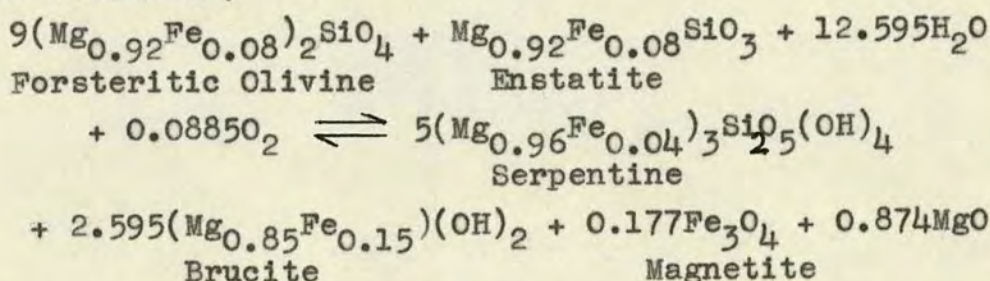 9(Mg₀.₉₂Fe₀.₀₈)₂SiO₄ + Mg₀.₉₂Fe₀.₀₈SiO₃ + 12.595H₂O
Forsteritic Olivine Enstatite
+ 0.0885O₂ ⇌ 5(Mg₀.₉₆Fe₀.₀₄)₃Si₂O₅(OH)₄
Serpentine
+ 2.595(Mg₀.₈₅Fe₀.₁₅)(OH)₂ + 0.177Fe₃O₄ + 0.874MgO
Brucite Magnetite